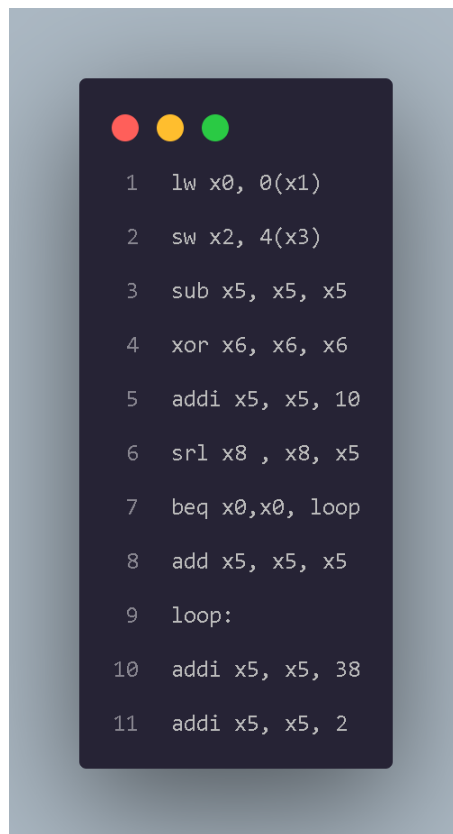 1 lw x0, 0(x1)
2 sw x2, 4(x3)
3 sub x5, x5, x5
4 xor x6, x6, x6
5 addi x5, x5, 10
6 srl x8 , x8, x5
7 beq x0,x0, loop
8 add x5, x5, x5
9 loop:
10 addi x5, x5, 38
11 addi x5, x5, 2